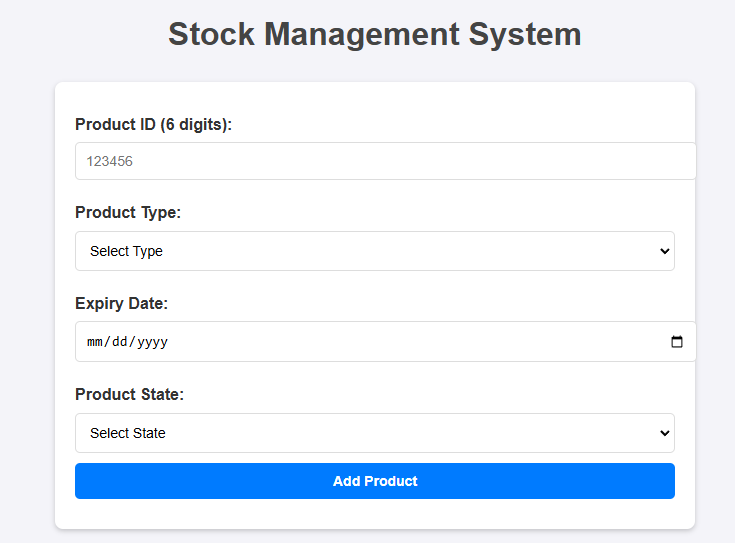 Stock Management System
Product ID (6 digits):
123456
Product Type:
Select Type
Expiry Date:
mm/dd/yyyy
Product State:
Select State
Add Product